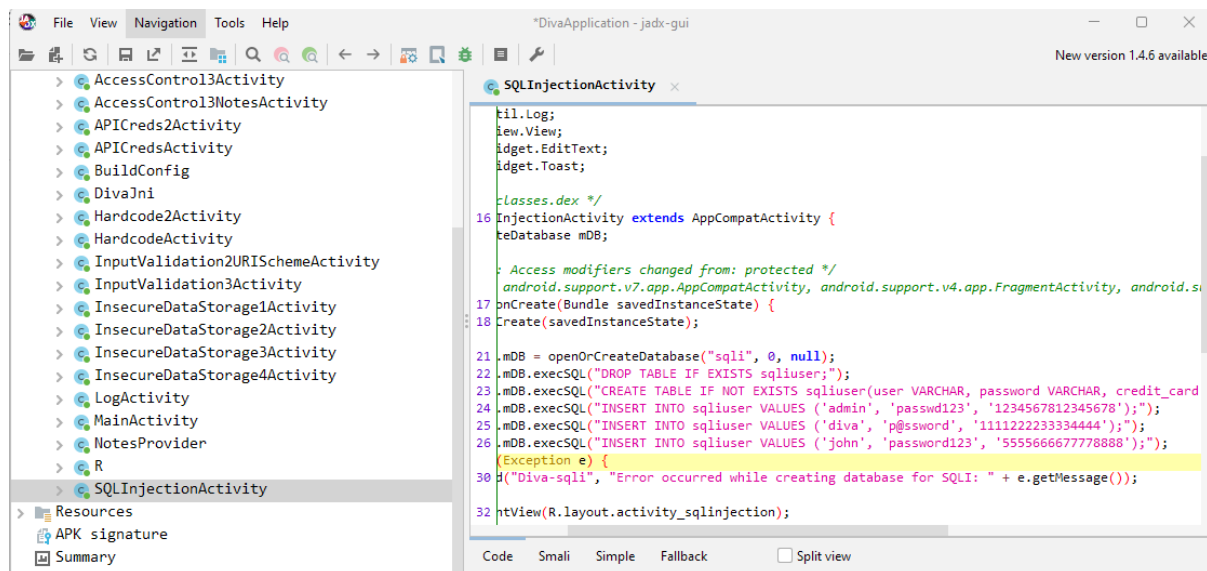 File View Navigation Tools Help *DivaApplication - jadx-gui
New version 1.4.6 available
AccessControl3Activity
AccessControl3NotesActivity
APICreds2Activity
APICredsActivity
BuildConfig
DivaJni
Hardcode2Activity
HardcodeActivity
InputValidation2URISchemeActivity
InputValidation3Activity
InsecureDataStorage1Activity
InsecureDataStorage2Activity
InsecureDataStorage3Activity
InsecureDataStorage4Activity
LogActivity
MainActivity
NotesProvider
R
SQLInjectionActivity
Resources
APK signature
Summary
SQLInjectionActivity ×
til.Log;
iew.View;
idget.EditText;
idget.Toast;
classes.dex */
16 InjectionActivity extends AppCompatActivity {
teDatabase mDB;
: Access modifiers changed from: protected */
android.support.v7.app.AppCompatActivity, android.support.v4.app.FragmentActivity, android.su
17 onCreate(Bundle savedInstanceState) {
18 Create(savedInstanceState);
21 .mDB = openOrCreateDatabase("sqli", 0, null);
22 .mDB.execSQL("DROP TABLE IF EXISTS sqliuser;");
23 .mDB.execSQL("CREATE TABLE IF NOT EXISTS sqliuser(user VARCHAR, password VARCHAR, credit_card
24 .mDB.execSQL("INSERT INTO sqliuser VALUES ('admin', 'passwd123', '1234567812345678');");
25 .mDB.execSQL("INSERT INTO sqliuser VALUES ('diva', 'p@ssword', '1111222233334444');");
26 .mDB.execSQL("INSERT INTO sqliuser VALUES ('john', 'password123', '5555666677778888');");
(Exception e) {
30 d("Diva-sqli", "Error occurred while creating database for SQLI: " + e.getMessage());
32 ntView(R.layout.activity_sqlinjection);
Code Smali Simple Fallback Split view